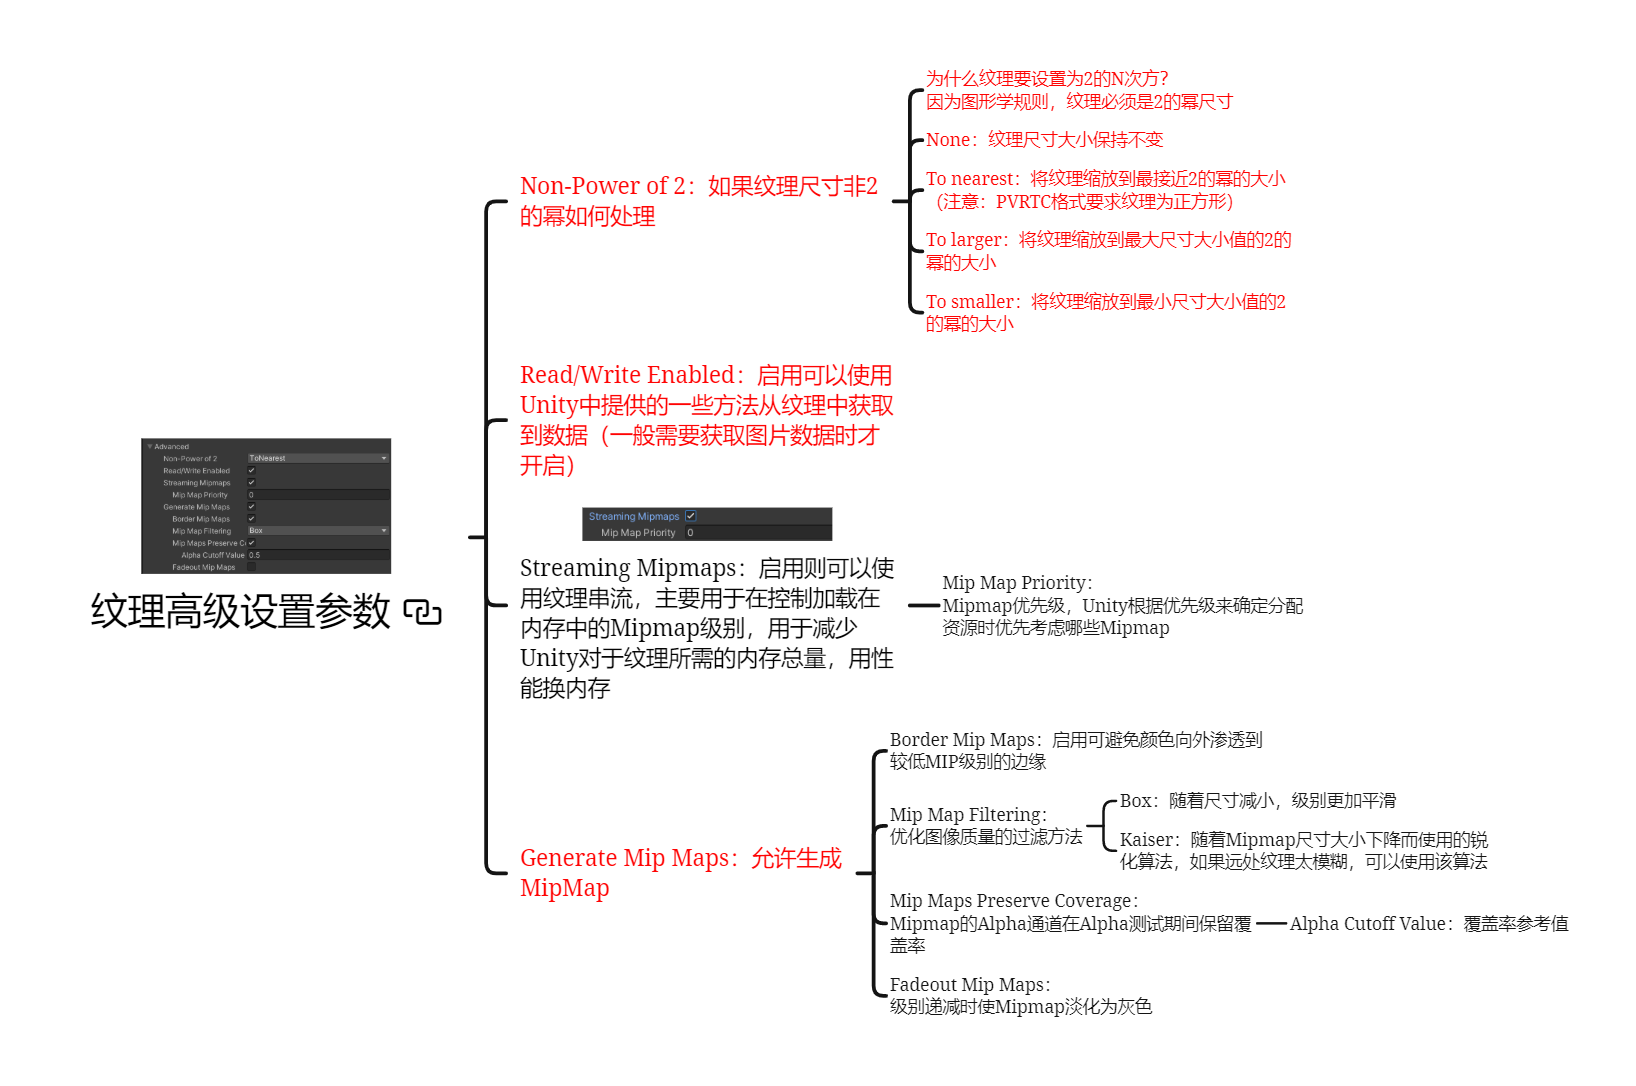 Advanced
Non-Power of 2 ToNearest
Read/Write Enabled
Streaming Mipmaps
Mip Map Priority 0
Generate Mip Maps
Border Mip Maps
Mip Map Filtering Box
Mip Maps Preserve C
Alpha Cutoff Value 0.5
Fadeout Mip Maps
纹理高级设置参数
Non-Power of 2：如果纹理尺寸非2
的幂如何处理
为什么纹理要设置为2的N次方？
因为图形学规则，纹理必须是2的幂尺寸
None：纹理尺寸大小保持不变
To nearest：将纹理缩放到最接近2的幂的大小
（注意：PVRTC格式要求纹理为正方形）
To larger：将纹理缩放到最大尺寸大小值的2的
幂的大小
To smaller：将纹理缩放到最小尺寸大小值的2
的幂的大小
Read/Write Enabled：启用可以使用
Unity中提供的一些方法从纹理中获取
到数据（一般需要获取图片数据时才
开启）
Streaming Mipmaps
Mip Map Priority 0
Streaming Mipmaps：启用则可以使
用纹理串流，主要用于在控制加载在
内存中的Mipmap级别，用于减少
Unity对于纹理所需的内存总量，用性
能换内存
Mip Map Priority：
Mipmap优先级，Unity根据优先级来确定分配
资源时优先考虑哪些Mipmap
Generate Mip Maps：允许生成
MipMap
Border Mip Maps：启用可避免颜色向外渗透到
较低MIP级别的边缘
Mip Map Filtering：
优化图像质量的过滤方法
Box：随着尺寸减小，级别更加平滑
Kaiser：随着Mipmap尺寸大小下降而使用的锐
化算法，如果远处纹理太模糊，可以使用该算法
Mip Maps Preserve Coverage：
Mipmap的Alpha通道在Alpha测试期间保留覆
盖率
Alpha Cutoff Value：覆盖率参考值
Fadeout Mip Maps：
级别递减时使Mipmap淡化为灰色